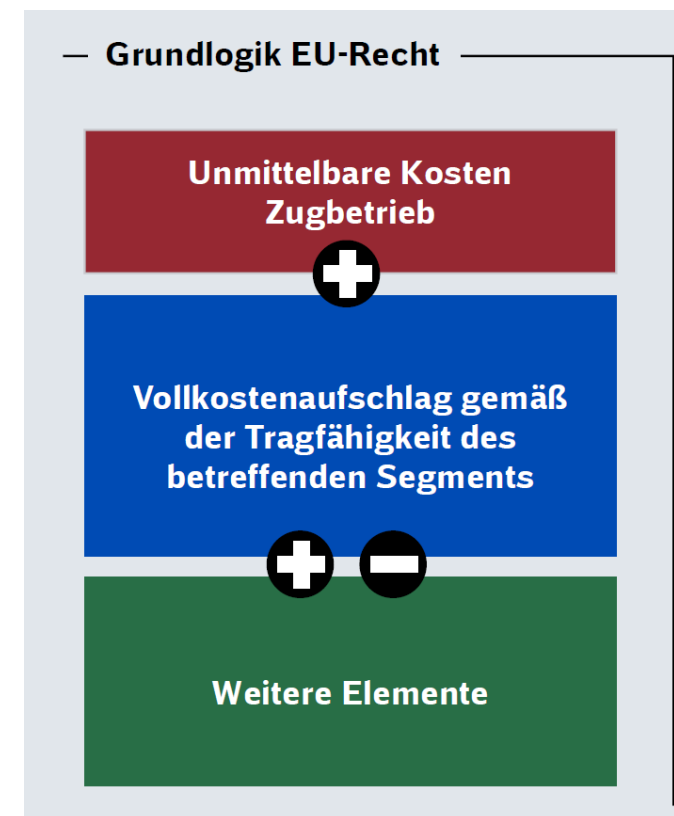 Grundlogik EU-Recht
Unmittelbare Kosten
Zugbetrieb
Vollkostenaufschlag gemäß
der Tragfähigkeit des
betreffenden Segments
Weitere Elemente